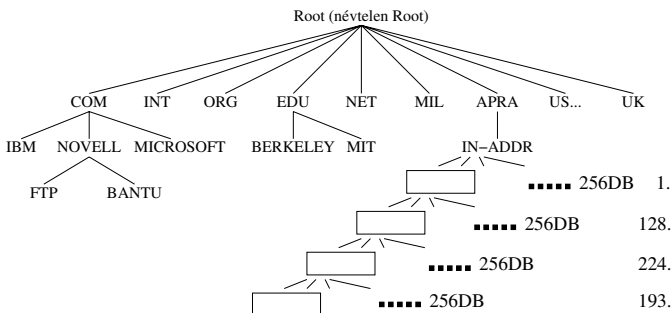 Root (névtelen Root)
COM INT ORG EDU NET MIL APRA US... UK
IBM NOVELL MICROSOFT BERKELEY MIT IN-ADDR
FTP BANTU
256DB 1.
256DB 128.
256DB 224.
256DB 193.